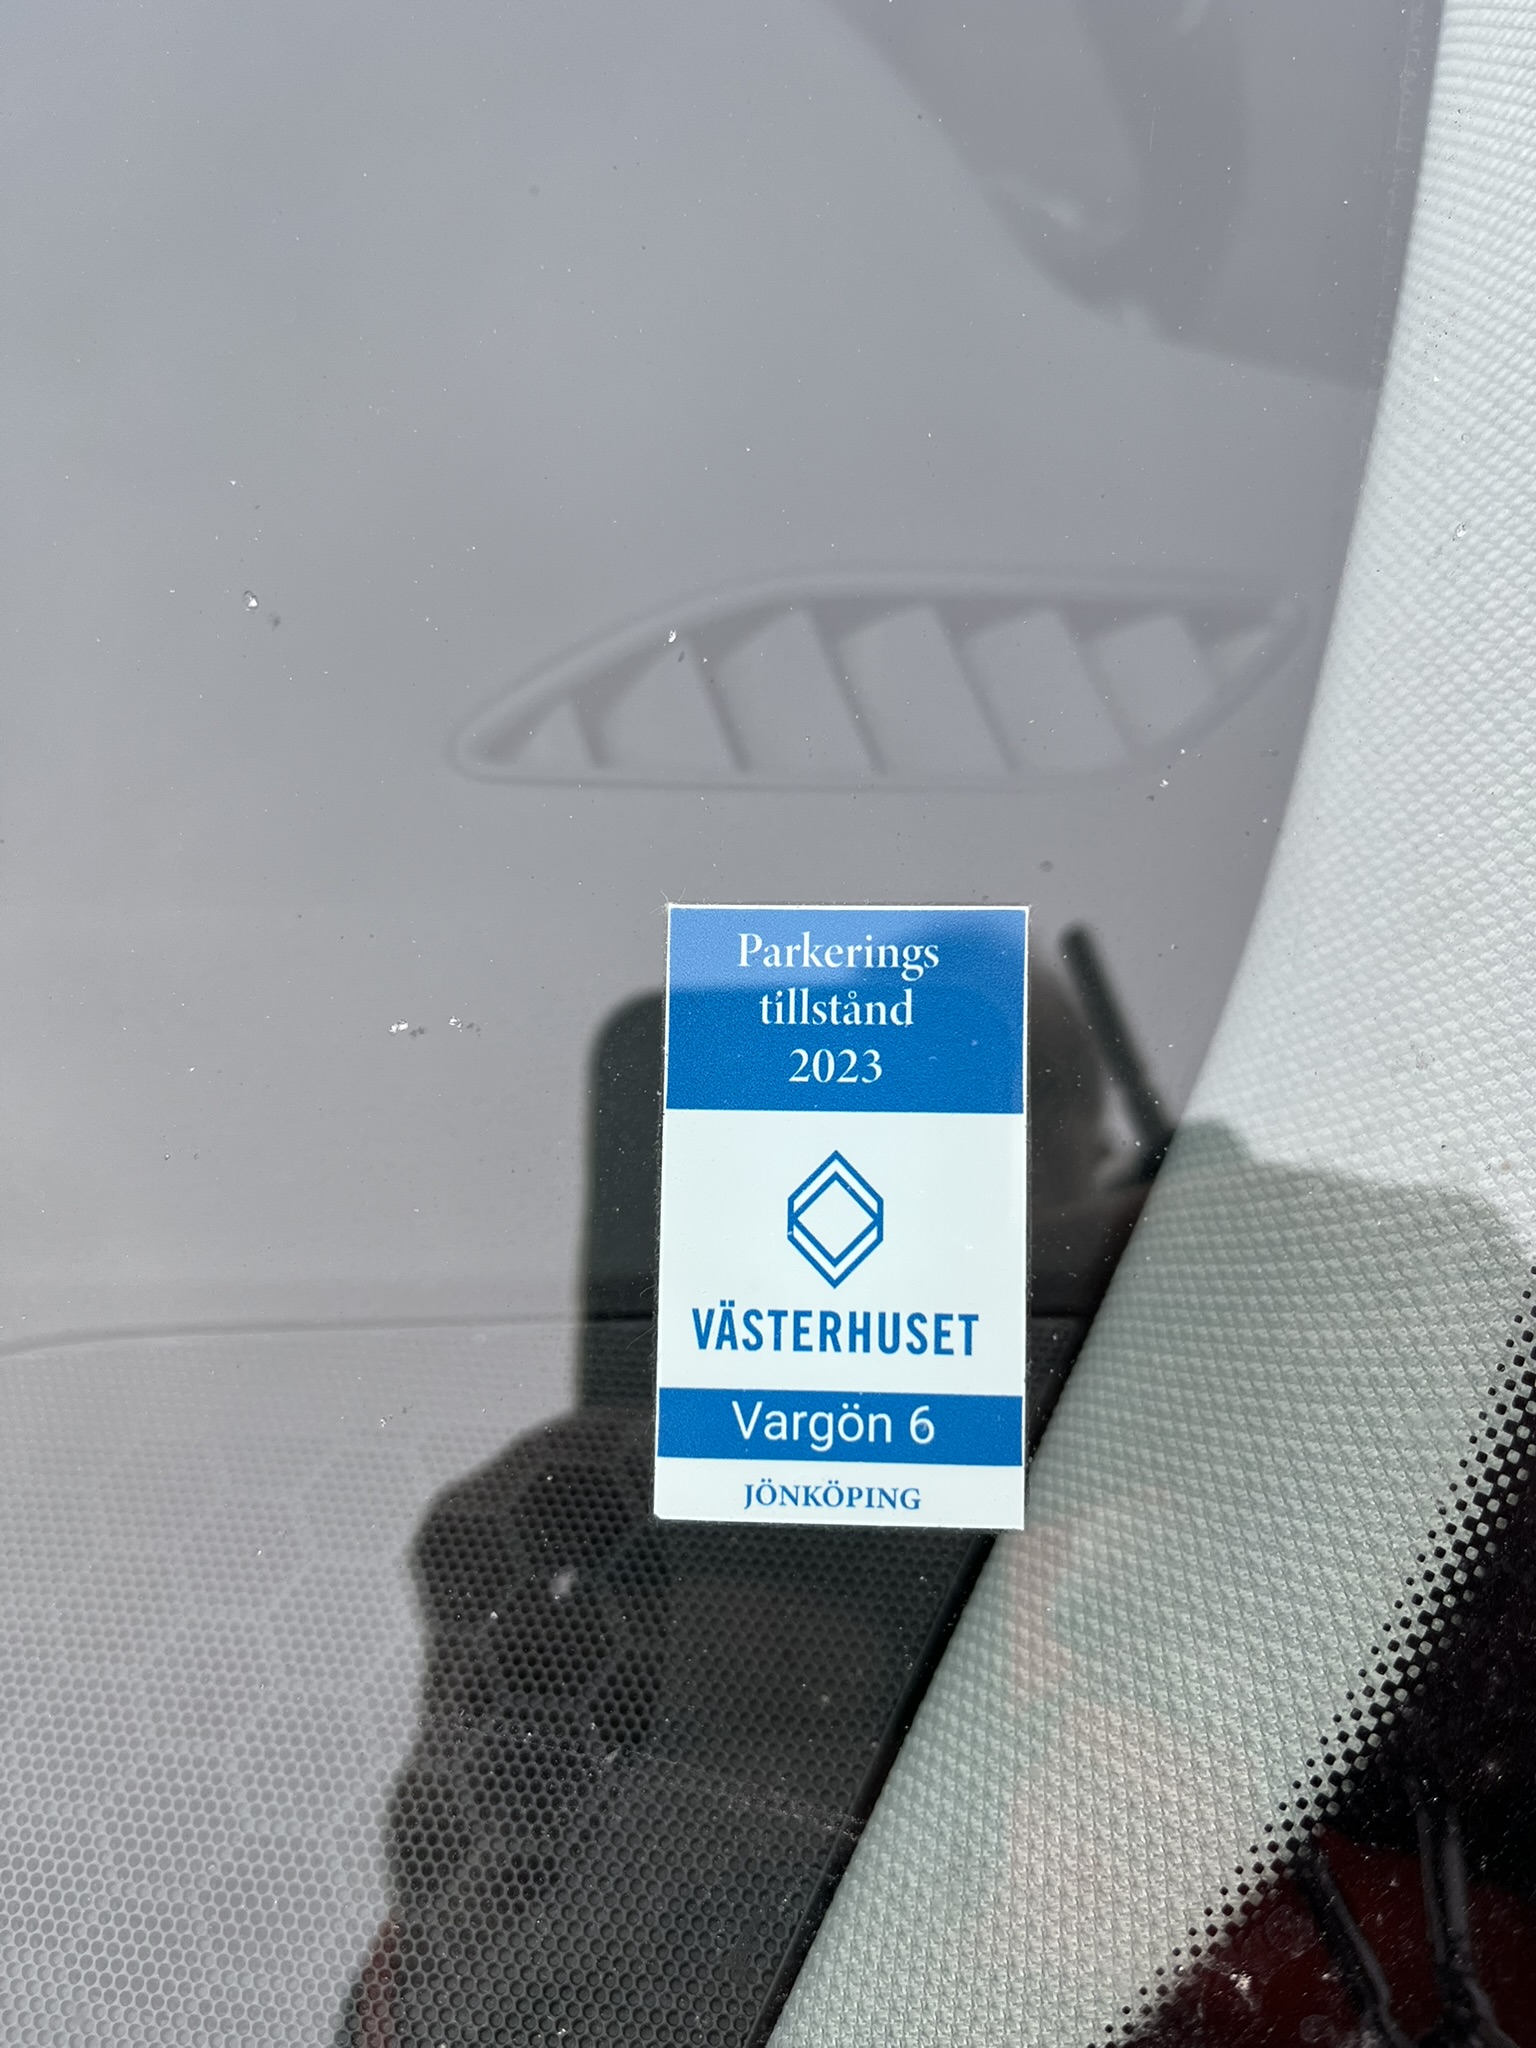 Parkerings
tillstånd
2023
VÄSTERHUSET
Vargön 6
JÖNKÖPING